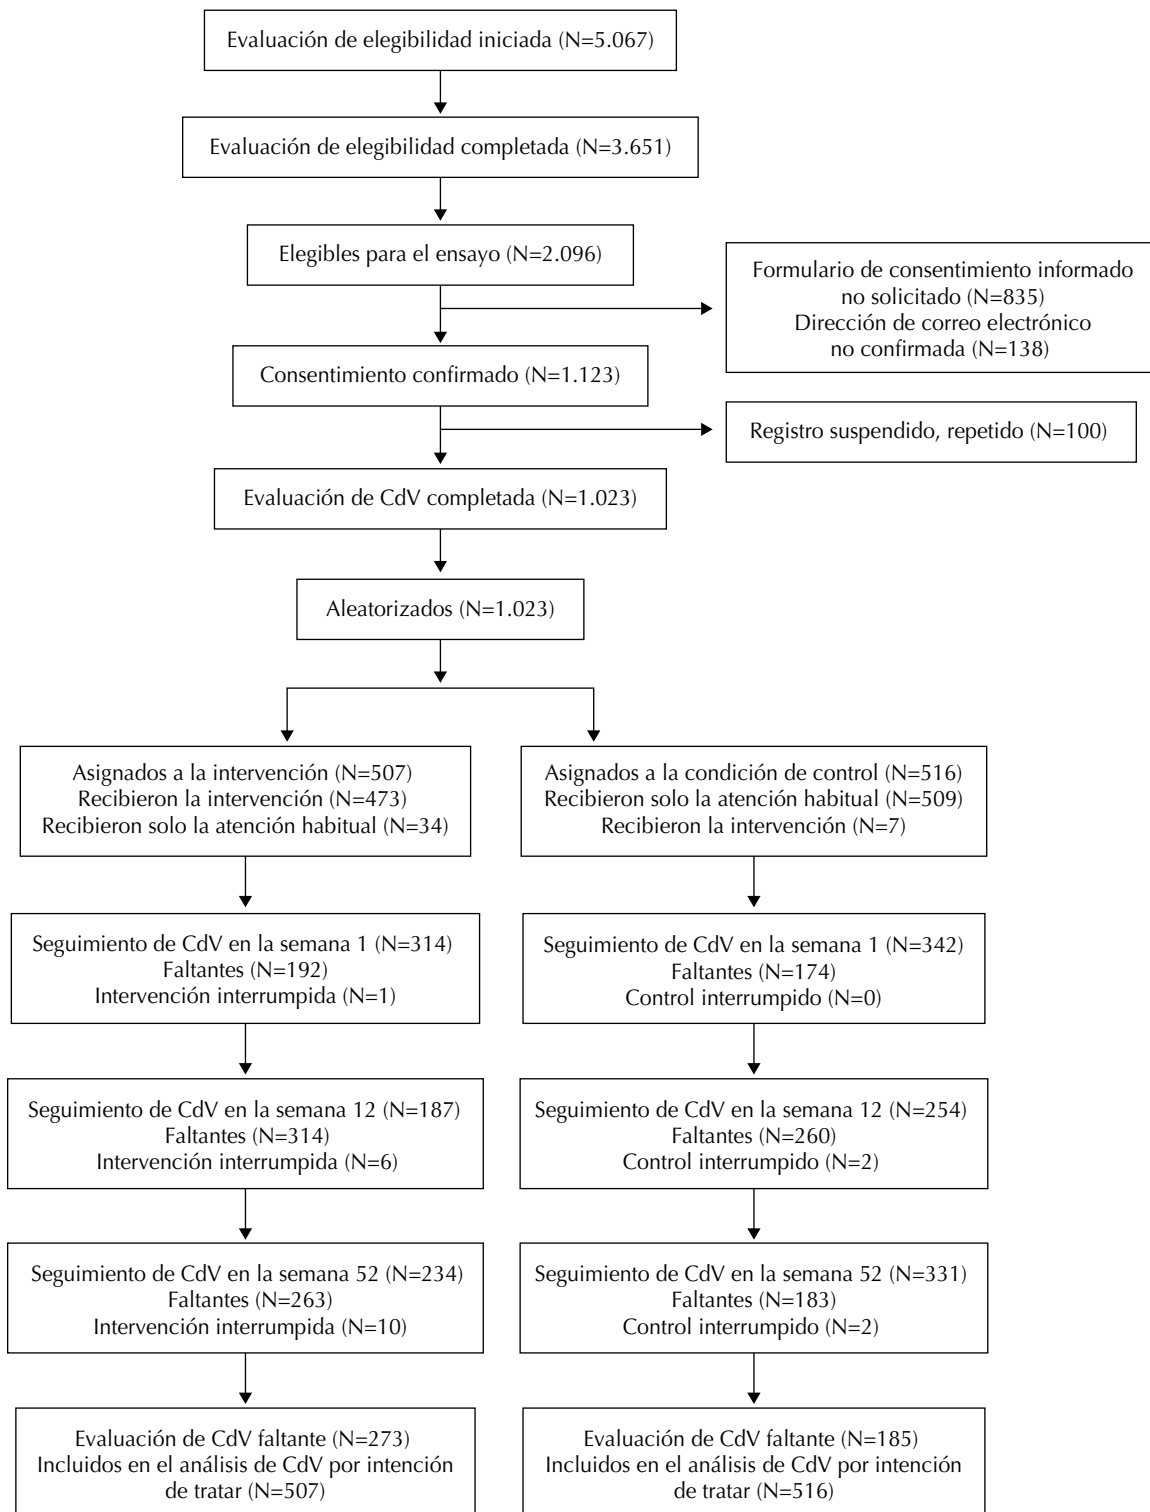 Evaluación de elegibilidad iniciada (N=5.067)
Evaluación de elegibilidad completada (N=3.651)
Elegibles para el ensayo (N=2.096)
Formulario de consentimiento informado
no solicitado (N=835)
Dirección de correo electrónico
no confirmada (N=138)
Consentimiento confirmado (N=1.123)
Registro suspendido, repetido (N=100)
Evaluación de CdV completada (N=1.023)
Aleatorizados (N=1.023)
Asignados a la intervención (N=507)
Recibieron la intervención (N=473)
Recibieron solo la atención habitual (N=34)
Asignados a la condición de control (N=516)
Recibieron solo la atención habitual (N=509)
Recibieron la intervención (N=7)
Seguimiento de CdV en la semana 1 (N=314)
Faltantes (N=192)
Intervención interrumpida (N=1)
Seguimiento de CdV en la semana 1 (N=342)
Faltantes (N=174)
Control interrumpido (N=0)
Seguimiento de CdV en la semana 12 (N=187)
Faltantes (N=314)
Intervención interrumpida (N=6)
Seguimiento de CdV en la semana 12 (N=254)
Faltantes (N=260)
Control interrumpido (N=2)
Seguimiento de CdV en la semana 52 (N=234)
Faltantes (N=263)
Intervención interrumpida (N=10)
Seguimiento de CdV en la semana 52 (N=331)
Faltantes (N=183)
Control interrumpido (N=2)
Evaluación de CdV faltante (N=273)
Incluidos en el análisis de CdV por intención
de tratar (N=507)
Evaluación de CdV faltante (N=185)
Incluidos en el análisis de CdV por intención
de tratar (N=516)